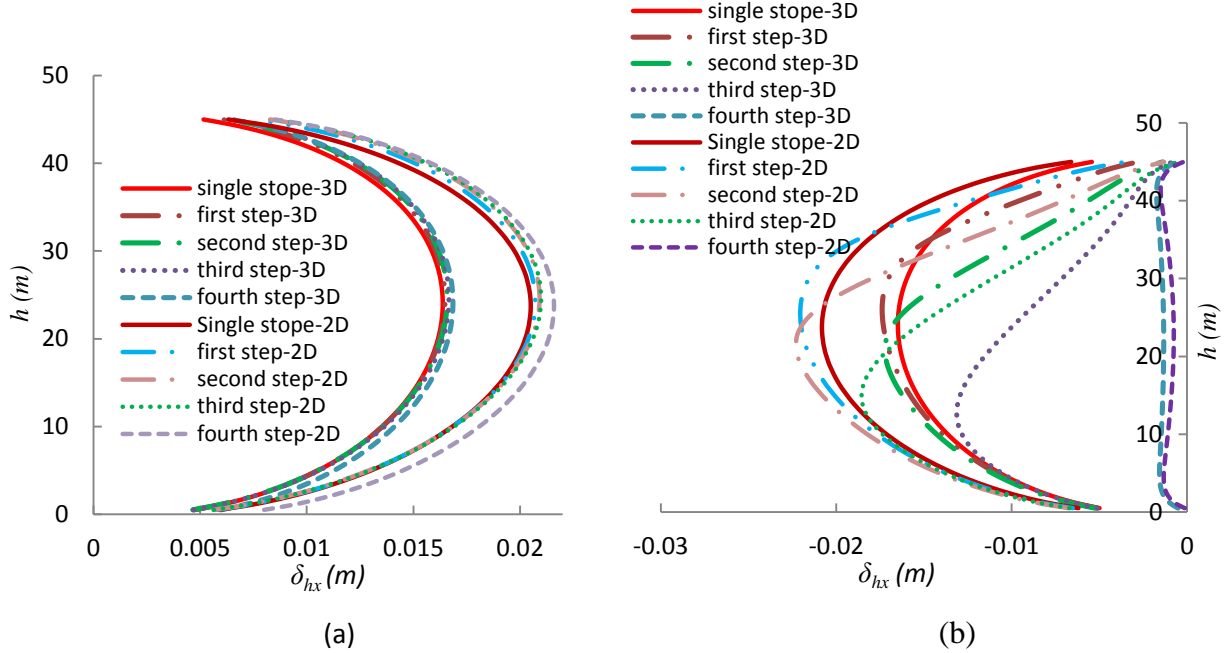 50
40
30
20
10
0
h (m)
single stope-3D
first step-3D
second step-3D
third step-3D
fourth step-3D
Single stope-2D
first step-2D
second step-2D
third step-2D
fourth step-2D
0 0.005 0.01 0.015 0.02
δhx (m)
(a)
single stope-3D
first step-3D
second step-3D
third step-3D
fourth step-3D
Single stope-2D
first step-2D
second step-2D
third step-2D
fourth step-2D
50
40
30
20
10
0
h (m)
-0.03 -0.02 -0.01 0
δhx (m)
(b)